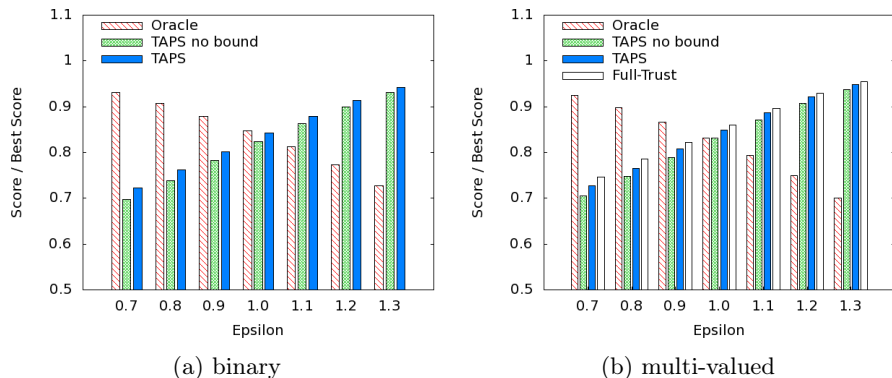 Score / Best Score
1.1
1
0.9
0.8
0.7
0.6
0.5
Oracle
TAPS no bound
TAPS
0.7 0.8 0.9 1.0 1.1 1.2 1.3
Epsilon
(a) binary
Score / Best Score
1.1
1
0.9
0.8
0.7
0.6
0.5
Oracle
TAPS no bound
TAPS
Full-Trust
0.7 0.8 0.9 1.0 1.1 1.2 1.3
Epsilon
(b) multi-valued